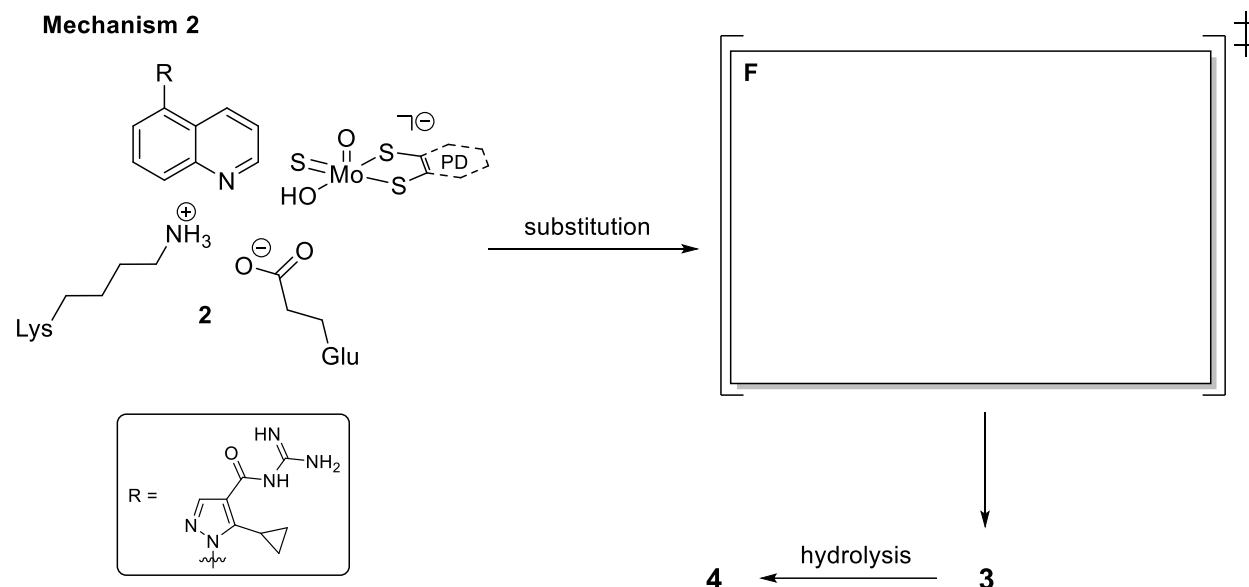 Mechanism 2
R
N
O
S
Mo
HO
S
S
PD
⊖
‡
F
substitution
⊕
NH3
Lys
2
⊖
O
O
Glu
R =
HN
O
NH2
NH
N
N
hydrolysis
4
3